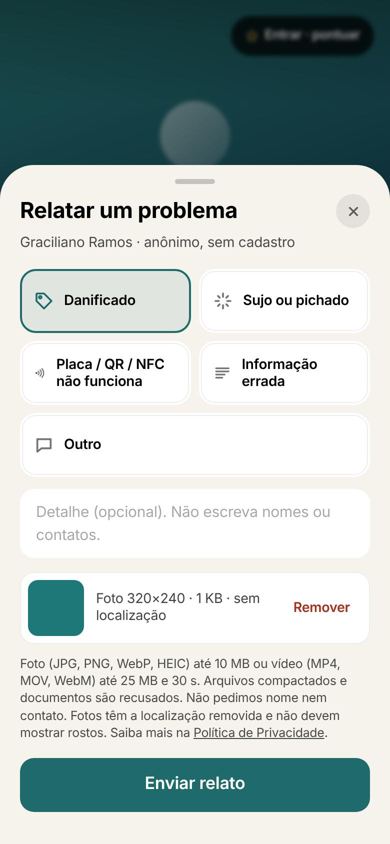 Entrar · pontuar
Relatar um problema
Graciliano Ramos · anônimo, sem cadastro
Danificado
Sujo ou pichado
Placa / QR / NFC
não funciona
Informação
errada
Outro
Detalhe (opcional). Não escreva nomes ou
contatos.
Foto 320×240 · 1 KB · sem
localização
Remover
Foto (JPG, PNG, WebP, HEIC) até 10 MB ou vídeo (MP4,
MOV, WebM) até 25 MB e 30 s. Arquivos compactados e
documentos são recusados. Não pedimos nome nem
contato. Fotos têm a localização removida e não devem
mostrar rostos. Saiba mais na Política de Privacidade.
Enviar relato